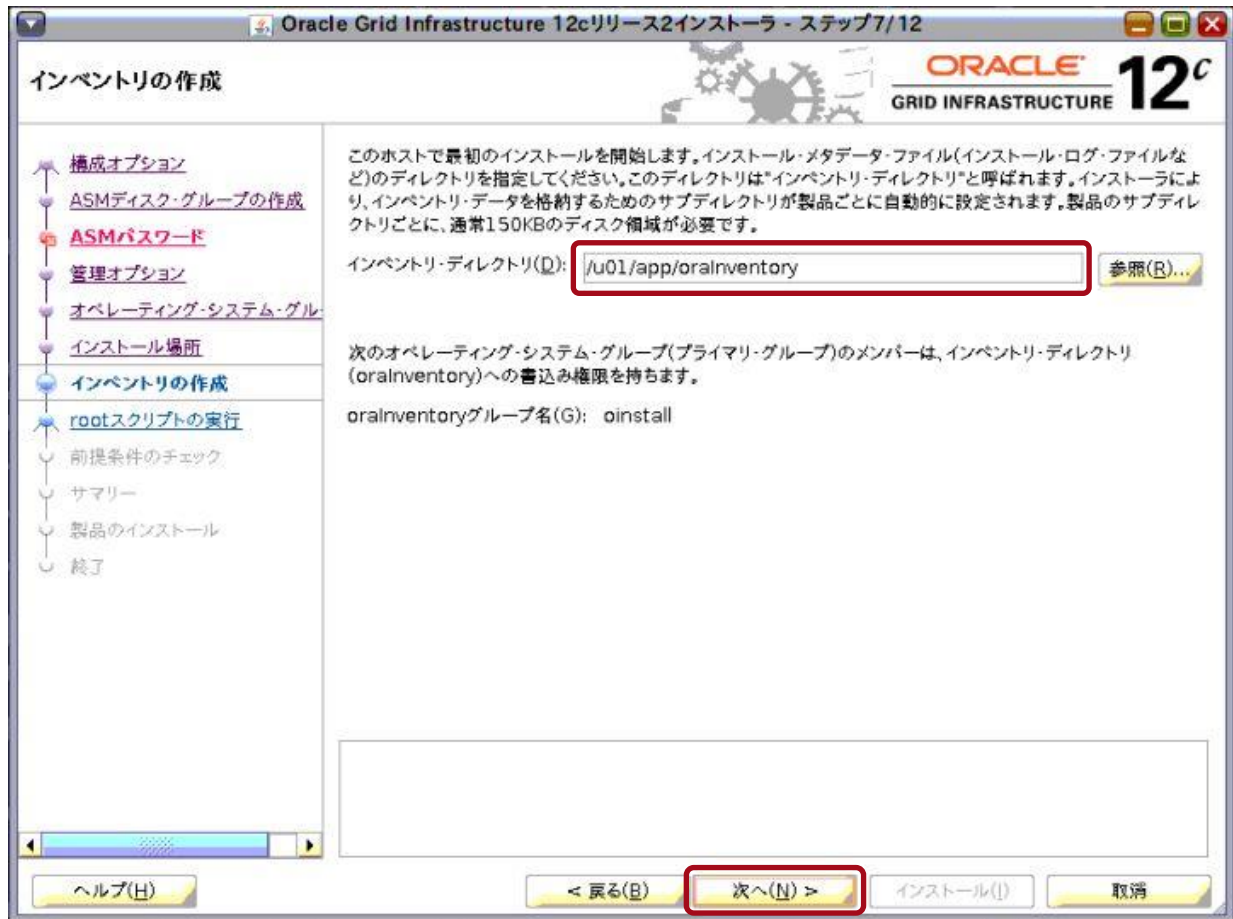 Oracle Grid Infrastructure 12cリリース2インストーラ - ステップ7/12
インベントリの作成
ORACLE
GRID INFRASTRUCTURE
12c
構成オプション
ASMディスク・グループの作成
ASMパスワード
管理オプション
オペレーティング・システム・グル
インストール場所
インベントリの作成
rootスクリプトの実行
前提条件のチェック
サマリー
製品のインストール
終了
このホストで最初のインストールを開始します。インストール・メタデータ・ファイル(インストール・ログ・ファイルな
ど)のディレクトリを指定してください。このディレクトリは"インベントリ・ディレクトリ"と呼ばれます。インストーラによ
り、インベントリ・データを格納するためのサブディレクトリが製品ごとに自動的に設定されます。製品のサブディレ
クトリごとに、通常150KBのディスク領域が必要です。
インベントリ・ディレクトリ(D): /u01/app/oraInventory 参照(R)...
次のオペレーティング・システム・グループ(プライマリ・グループ)のメンバーは、インベントリ・ディレクトリ
(oraInventory)への書込み権限を持ちます。
oraInventoryグループ名(G): oinstall
ヘルプ(H) < 戻る(B) 次へ(N) > インストール(I) 取消